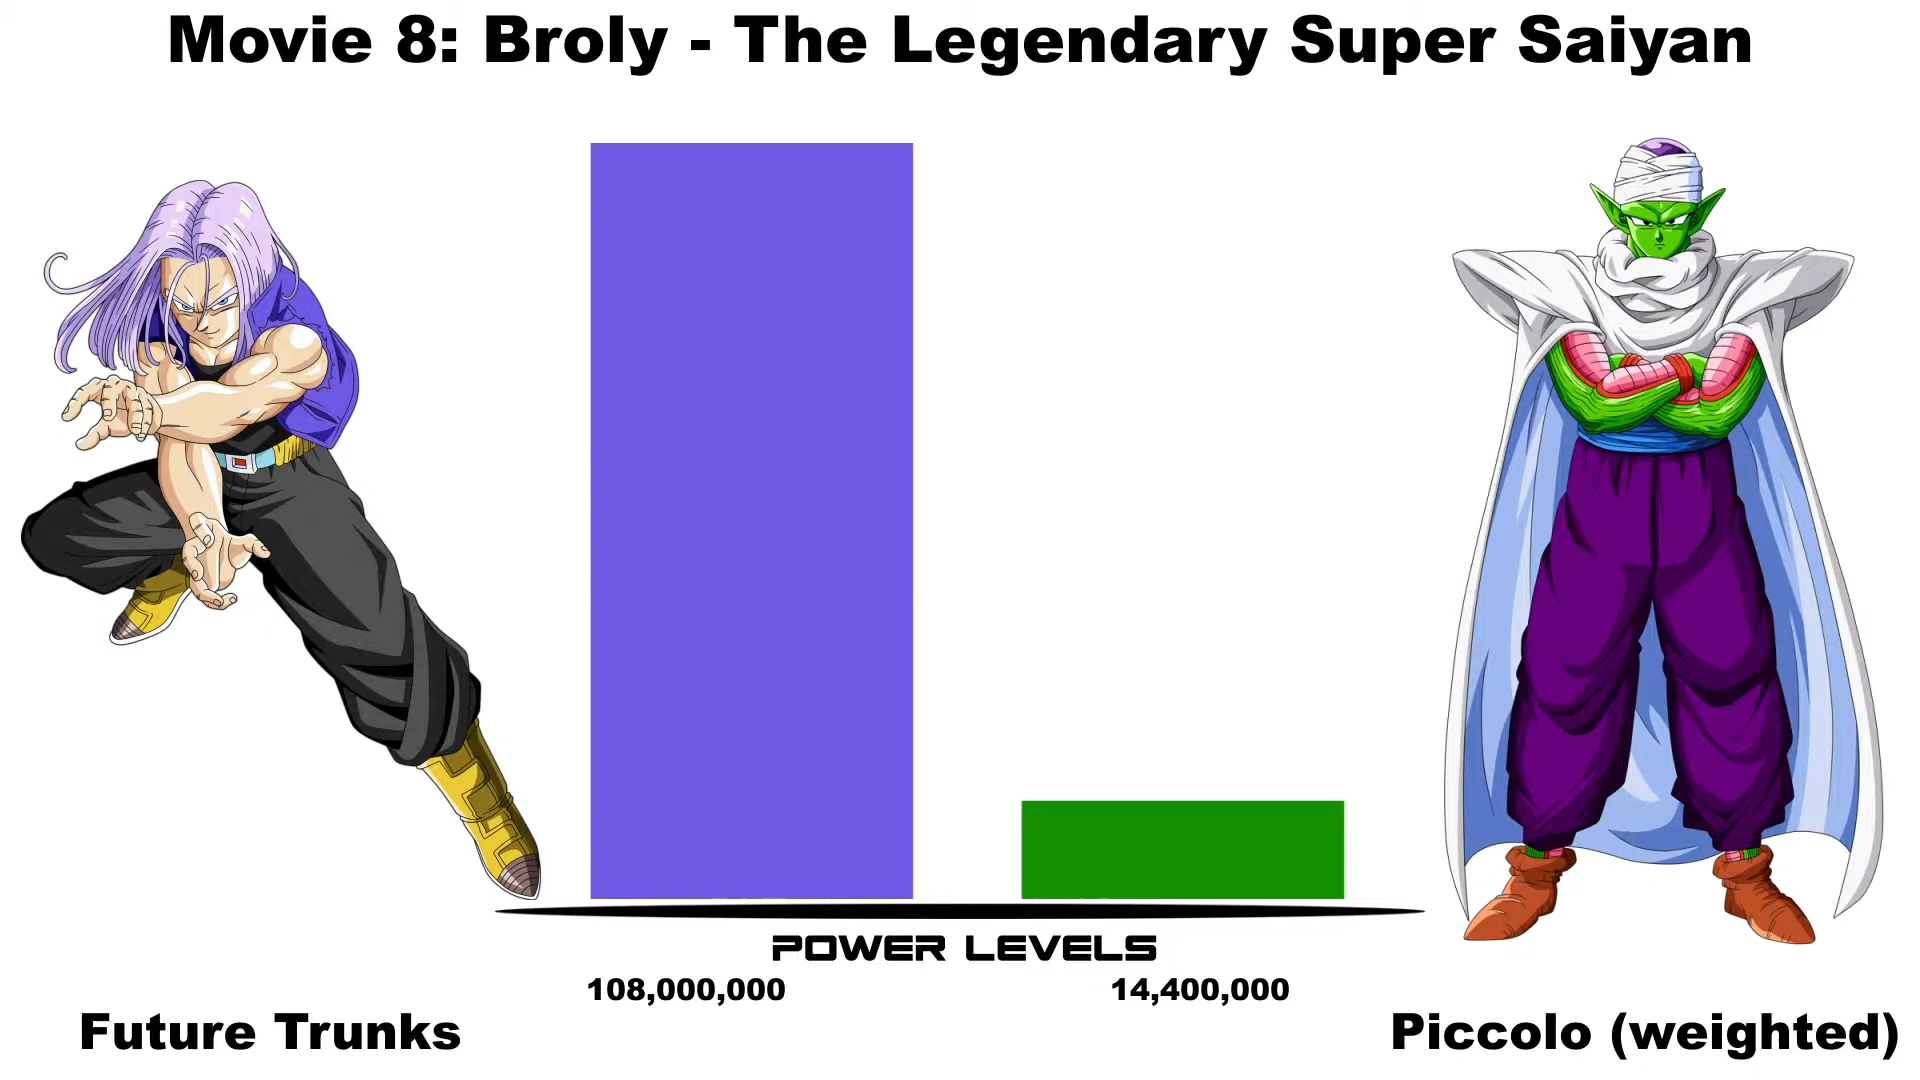 Movie 8: Broly - The Legendary Super Saiyan
POWER LEVELS
108,000,000 14,400,000
Future Trunks Piccolo (weighted)